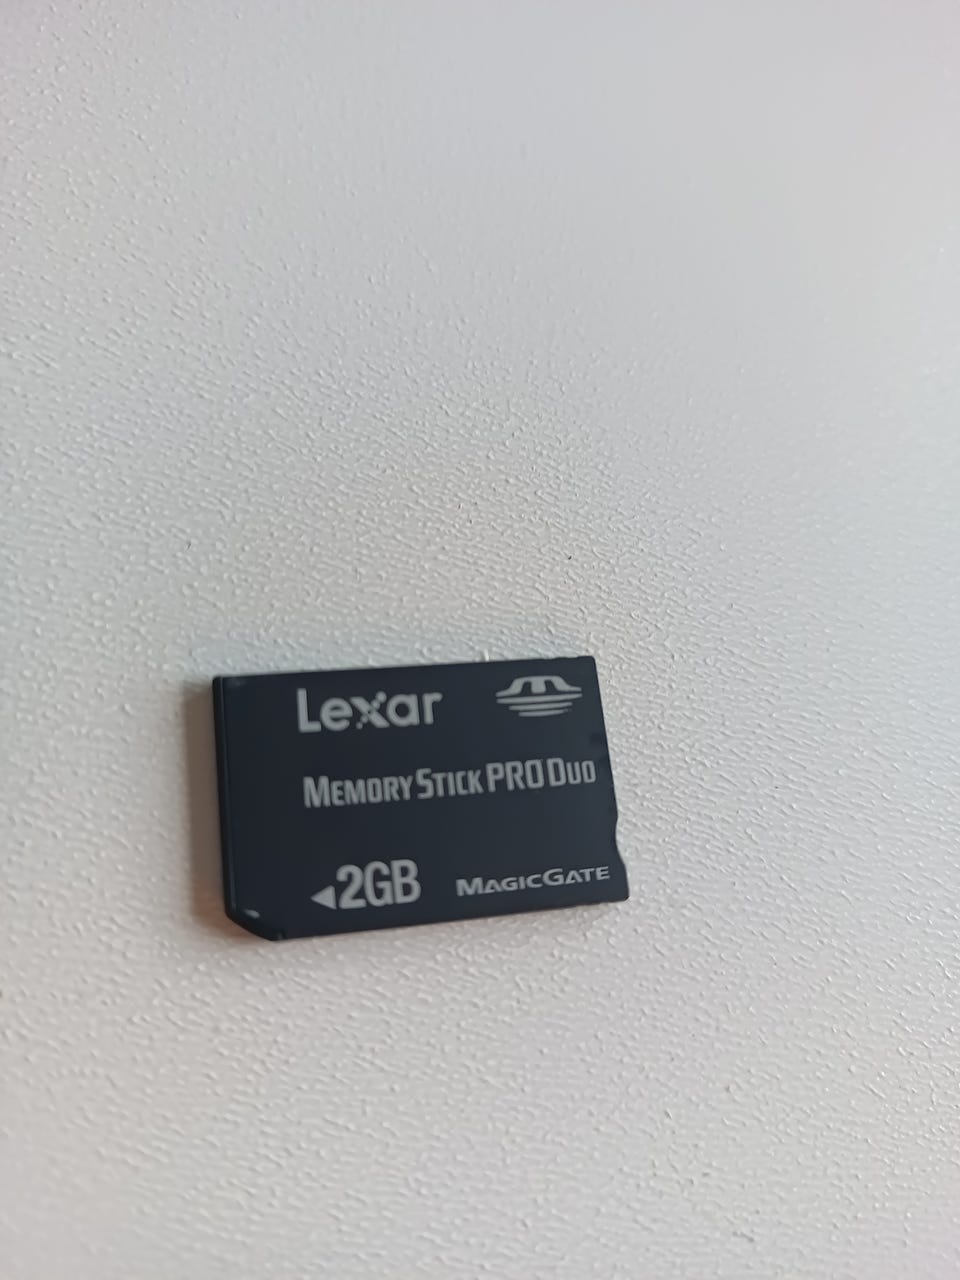 Lexar
MEMORY STICK PRO DUO
2GB MAGICGATE